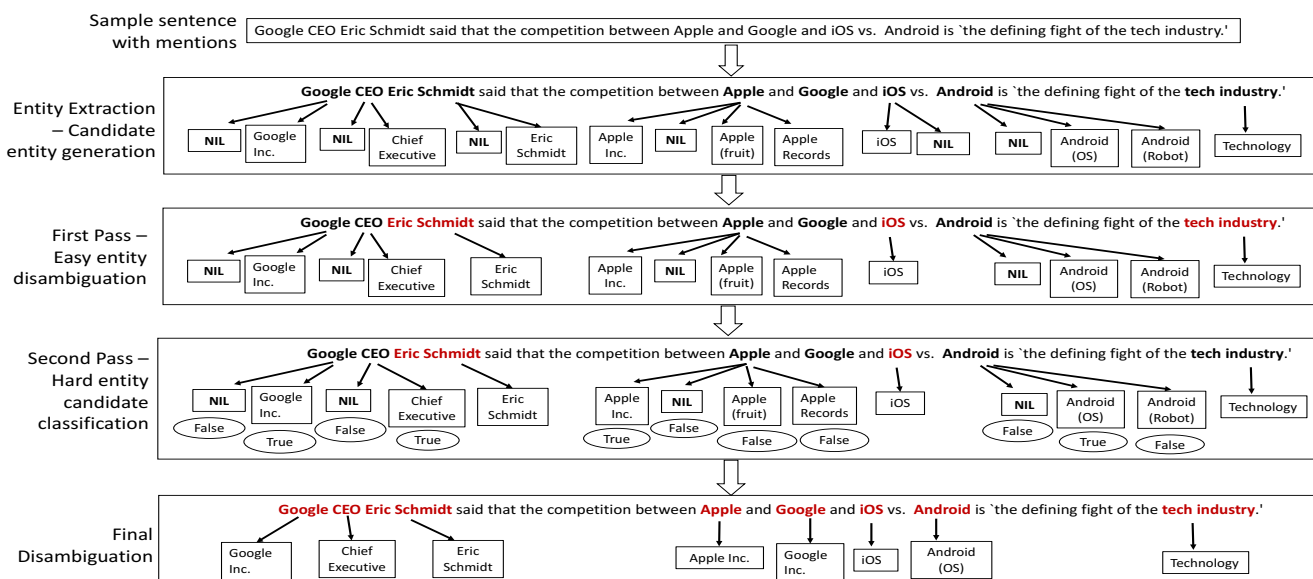 Sample sentence
with mentions
Google CEO Eric Schmidt said that the competition between Apple and Google and iOS vs. Android is `the defining fight of the tech industry.'
Entity Extraction
– Candidate
entity generation
Google CEO Eric Schmidt said that the competition between Apple and Google and iOS vs. Android is `the defining fight of the tech industry.'
NIL
Google
Inc.
NIL
Chief
Executive
NIL
Eric
Schmidt
Apple
Inc.
NIL
Apple
(fruit)
Apple
Records
iOS
NIL
NIL
Android
(OS)
Android
(Robot)
Technology
First Pass –
Easy entity
disambiguation
Google CEO Eric Schmidt said that the competition between Apple and Google and iOS vs. Android is `the defining fight of the tech industry.'
NIL
Google
Inc.
NIL
Chief
Executive
Eric
Schmidt
Apple
Inc.
NIL
Apple
(fruit)
Apple
Records
iOS
NIL
Android
(OS)
Android
(Robot)
Technology
Second Pass –
Hard entity
candidate
classification
Google CEO Eric Schmidt said that the competition between Apple and Google and iOS vs. Android is `the defining fight of the tech industry.'
NIL
Google
Inc.
NIL
Chief
Executive
Eric
Schmidt
Apple
Inc.
NIL
Apple
(fruit)
Apple
Records
iOS
NIL
Android
(OS)
Android
(Robot)
Technology
False
True
False
True
True
False
False
False
False
True
False
Final
Disambiguation
Google CEO Eric Schmidt said that the competition between Apple and Google and iOS vs. Android is `the defining fight of the tech industry.'
Google
Inc.
Chief
Executive
Eric
Schmidt
Apple Inc.
Google
Inc.
iOS
Android
(OS)
Technology